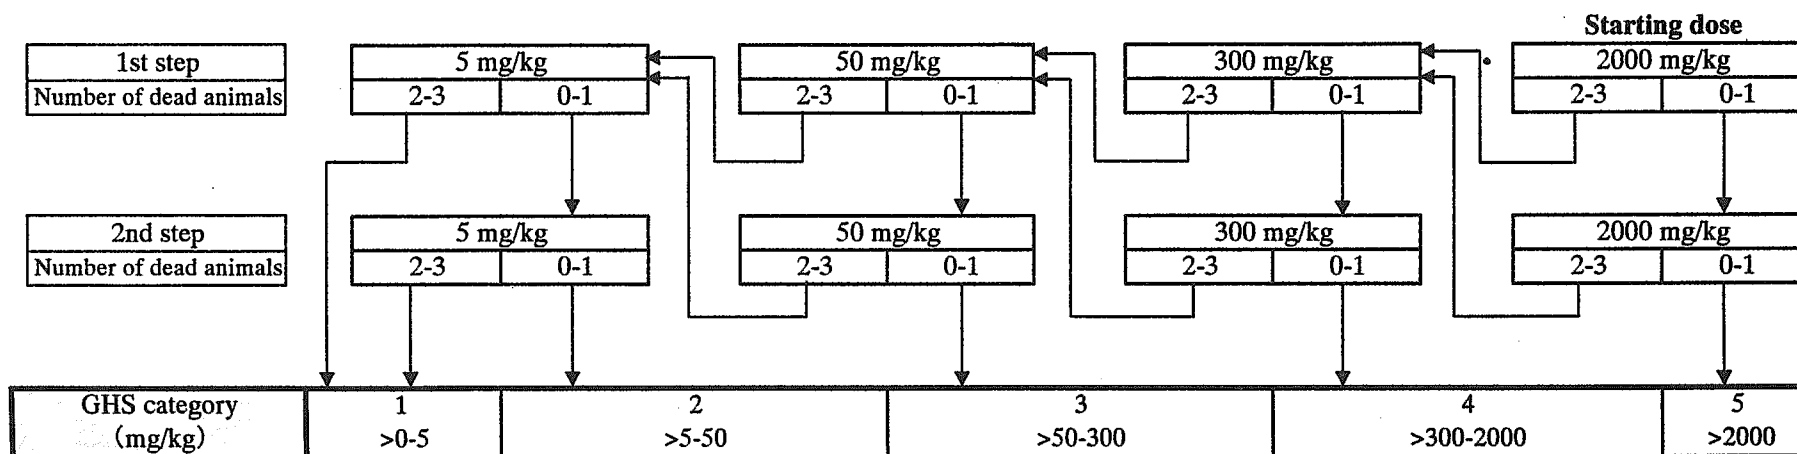 Starting dose
1st step 5 mg/kg 50 mg/kg 300 mg/kg 2000 mg/kg
Number of dead animals 2-3 0-1 2-3 0-1 2-3 0-1 2-3 0-1
2nd step 5 mg/kg 50 mg/kg 300 mg/kg 2000 mg/kg
Number of dead animals 2-3 0-1 2-3 0-1 2-3 0-1 2-3 0-1
GHS category 1 2 3 4 5
(mg/kg) >0-5 >5-50 >50-300 >300-2000 >2000